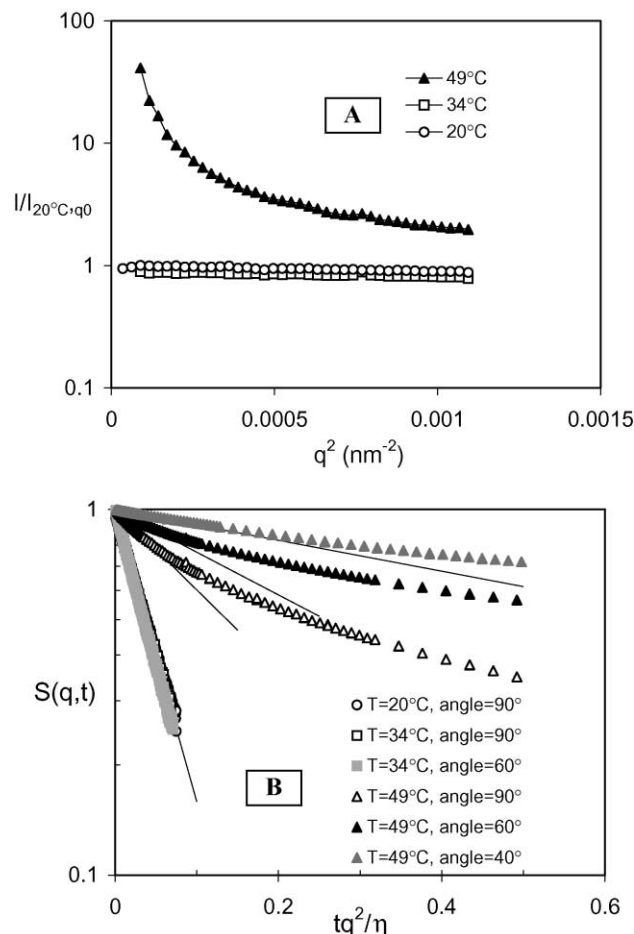 100
10
I/I20°C,q0
1
0.1
49°C
34°C
20°C
A
0
0.0005
0.001
0.0015
q² (nm⁻²)
1
S(q,t)
0.1
T=20°C, angle=90°
T=34°C, angle=90°
T=34°C, angle=60°
T=49°C, angle=90°
T=49°C, angle=60°
T=49°C, angle=40°
B
0
0.2
0.4
0.6
tq²/η